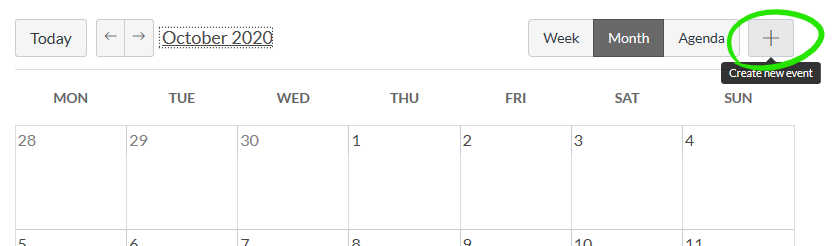 Today ← → October 2020 Week Month Agenda +
Create new event
MON TUE WED THU FRI SAT SUN
28 29 30 1 2 3 4
5 6 7 8 9 10 11